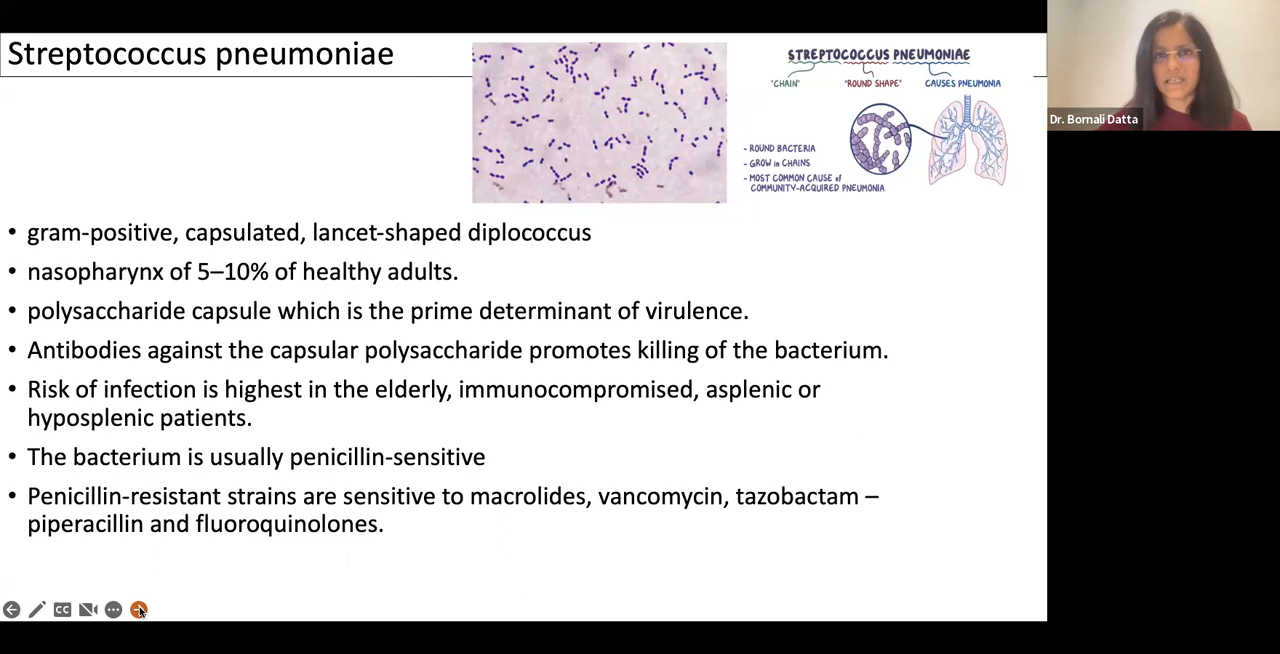 Streptococcus pneumoniae
STREPTOCOCCUS PNEUMONIAE
"CHAIN" "ROUND SHAPE" CAUSES PNEUMONIA
- ROUND BACTERIA
- GROW in CHAINS
- MOST COMMON CAUSE of
COMMUNITY-ACQUIRED PNEUMONIA
Dr. Bornali Datta
• gram-positive, capsulated, lancet-shaped diplococcus
• nasopharynx of 5–10% of healthy adults.
• polysaccharide capsule which is the prime determinant of virulence.
• Antibodies against the capsular polysaccharide promotes killing of the bacterium.
• Risk of infection is highest in the elderly, immunocompromised, asplenic or
hyposplenic patients.
• The bacterium is usually penicillin-sensitive
• Penicillin-resistant strains are sensitive to macrolides, vancomycin, tazobactam –
piperacillin and fluoroquinolones.
CC